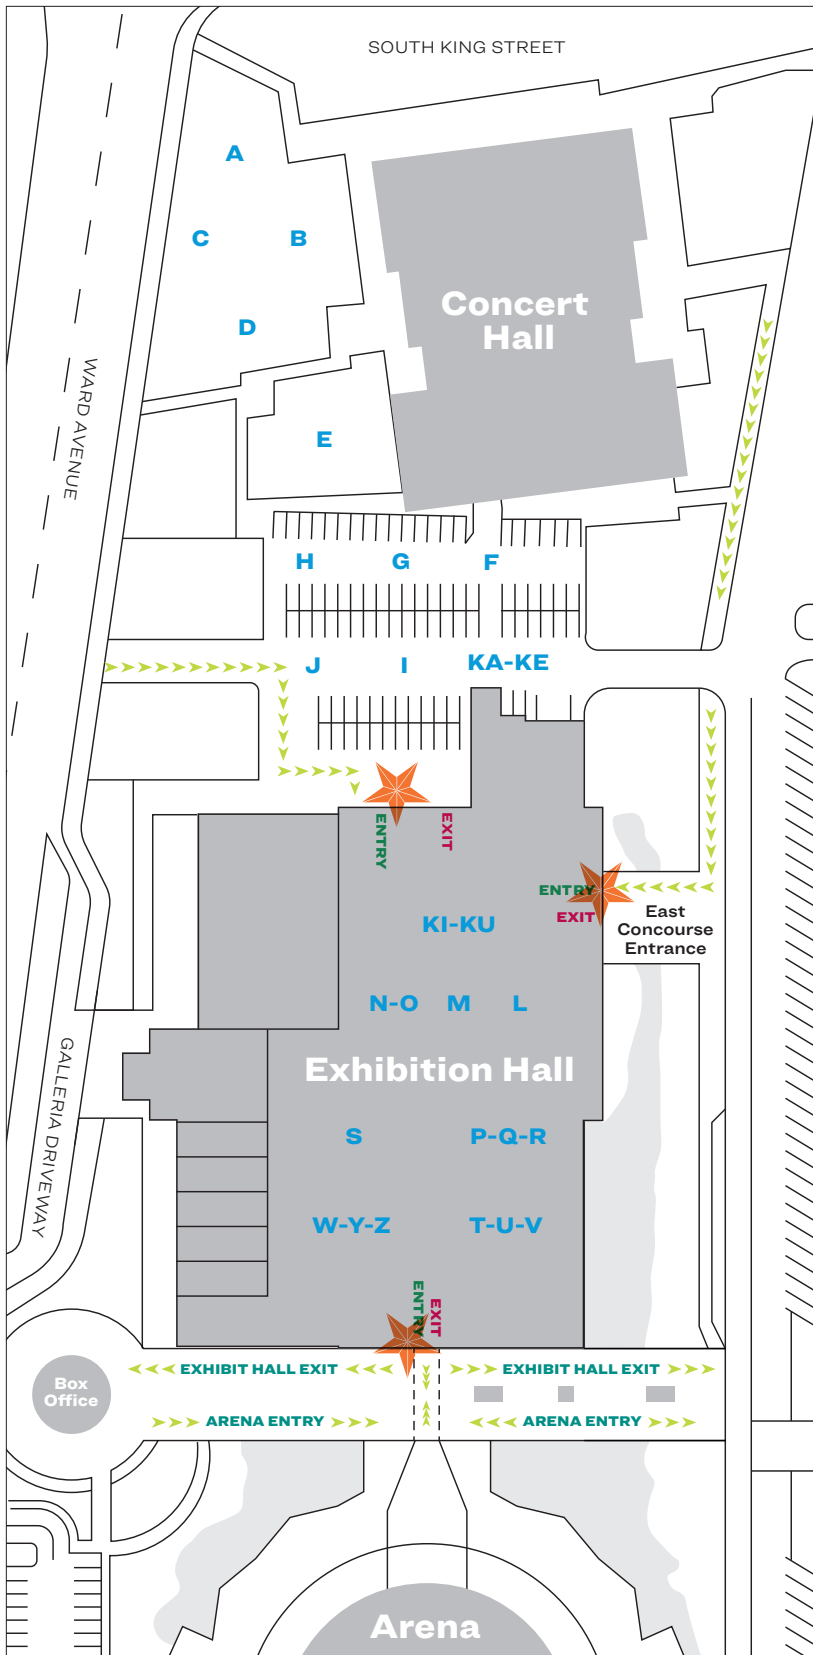 SOUTH KING STREET
A
C
B
Concert
Hall
D
WARD AVENUE
E
H
G
F
J
I
KA-KE
ENTRY
EXIT
ENTRY
EXIT
East
Concourse
Entrance
KI-KU
N-O
M
L
Exhibition Hall
GALLERIA DRIVEWAY
S
P-Q-R
W-Y-Z
T-U-V
ENTRY
EXIT
EXHIBIT HALL EXIT
EXHIBIT HALL EXIT
Box
Office
ARENA ENTRY
ARENA ENTRY
Arena